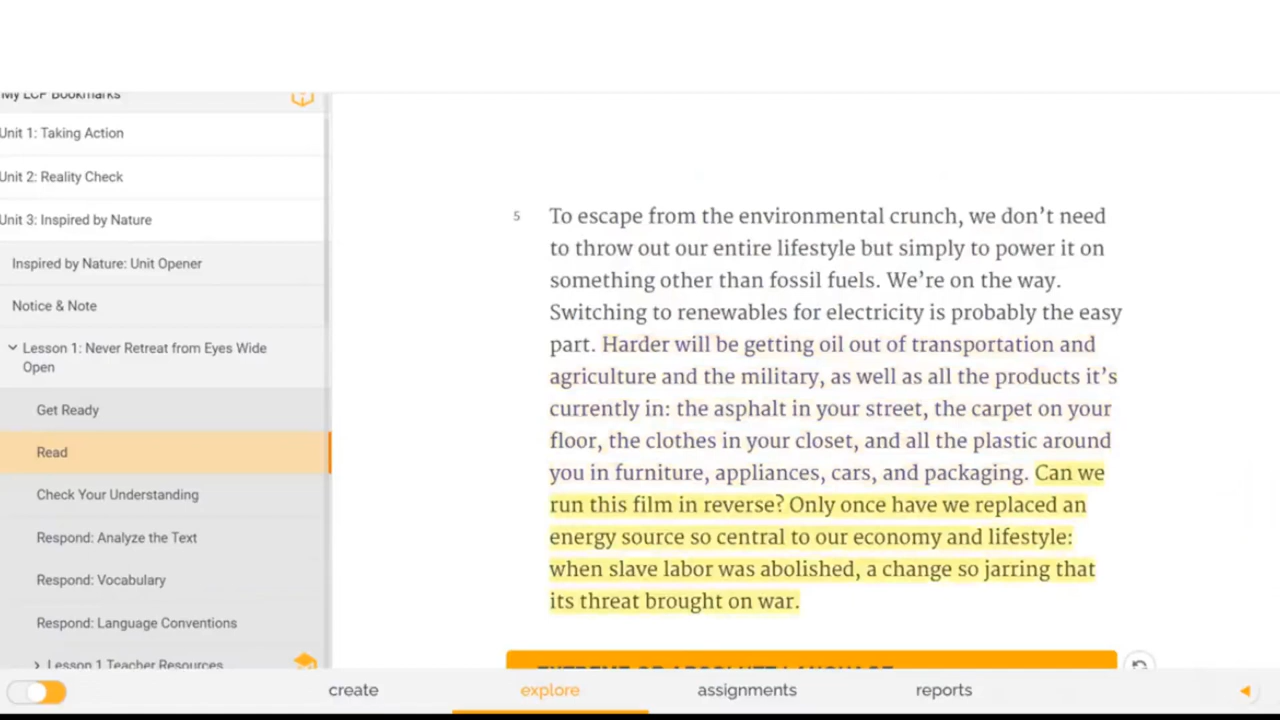 My LCP Bookmarks
Unit 1: Taking Action
Unit 2: Reality Check
Unit 3: Inspired by Nature
Inspired by Nature: Unit Opener
Notice & Note
Lesson 1: Never Retreat from Eyes Wide
Open
Get Ready
Read
Check Your Understanding
Respond: Analyze the Text
Respond: Vocabulary
Respond: Language Conventions
Lesson 1 Teacher Resources
5
To escape from the environmental crunch, we don’t need
to throw out our entire lifestyle but simply to power it on
something other than fossil fuels. We’re on the way.
Switching to renewables for electricity is probably the easy
part. Harder will be getting oil out of transportation and
agriculture and the military, as well as all the products it’s
currently in: the asphalt in your street, the carpet on your
floor, the clothes in your closet, and all the plastic around
you in furniture, appliances, cars, and packaging. Can we
run this film in reverse? Only once have we replaced an
energy source so central to our economy and lifestyle:
when slave labor was abolished, a change so jarring that
its threat brought on war.
EXTREME OR ABSOLUTE LANGUAGE
create
explore
assignments
reports